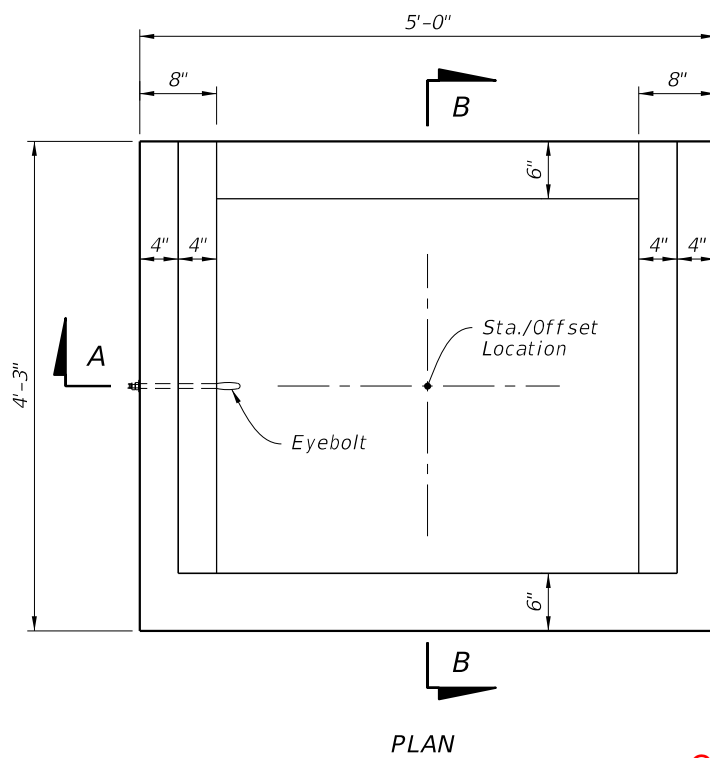 5'-0"
8"
8"
B
6"
4"
4"
4"
4"
Sta./Offset
Location
A
4'-3"
Eyebolt
6"
B
PLAN